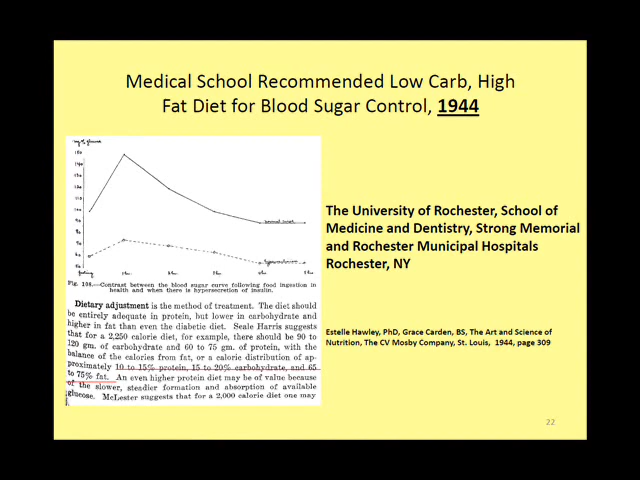 Medical School Recommended Low Carb, High
Fat Diet for Blood Sugar Control, 1944
mg of glucose
fasting
normal
Fig. 108.—Contrast between the blood sugar curve following food ingestion in
health and when there is hypersecretion of insulin.
Dietary adjustment is the method of treatment. The diet should
be entirely adequate in protein, but lower in carbohydrate and
higher in fat than even the diabetic diet. Seale Harris suggests
that for a 2,250 calorie diet, for example, there should be 90 to
120 gm. of carbohydrate and 60 to 75 gm. of protein, with the
balance of the calories from fat, or a calorie distribution of ap-
proximately 10 to 15% protein, 15 to 20% carbohydrate, and 65
to 75% fat. An even higher protein diet may be of value because
of the slower, steadier formation and absorption of available
glucose. McLester suggests that for a 2,000 calorie diet one may
The University of Rochester, School of
Medicine and Dentistry, Strong Memorial
and Rochester Municipal Hospitals
Rochester, NY
Estelle Hawley, PhD, Grace Carden, BS, The Art and Science of
Nutrition, The CV Mosby Company, St. Louis, 1944, page 309
22